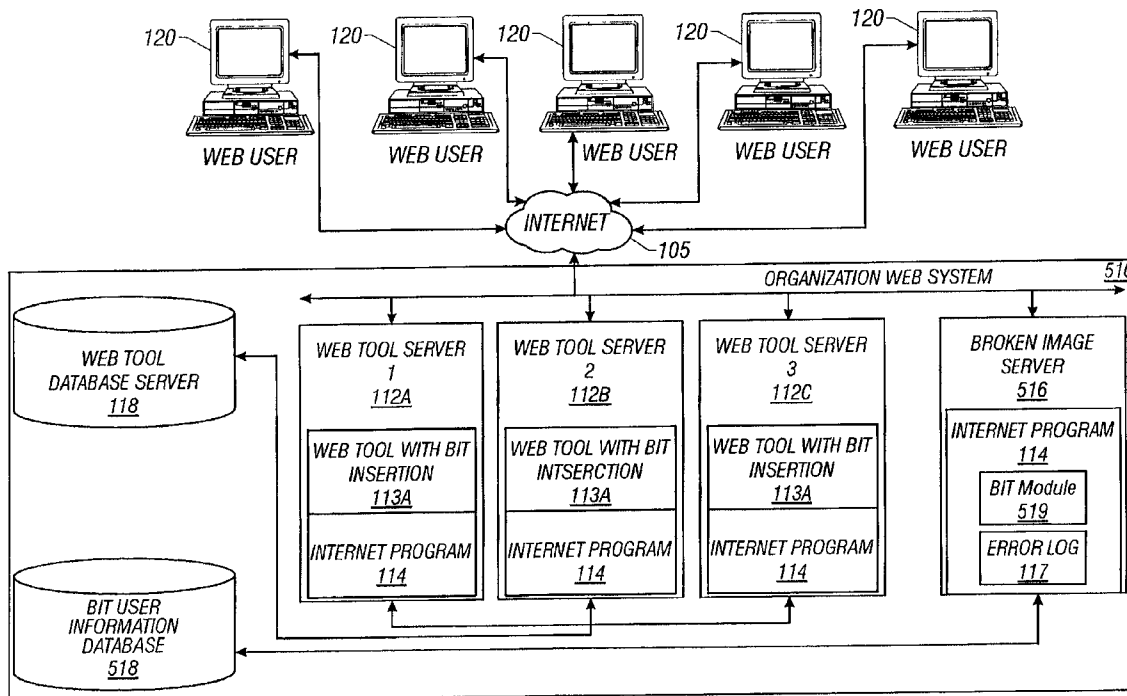 120
120
120
120
120
WEB USER
WEB USER
WEB USER
WEB USER
WEB USER
INTERNET
105
ORGANIZATION WEB SYSTEM
516
WEB TOOL
DATABASE SERVER
118
WEB TOOL SERVER
1
112A
WEB TOOL WITH BIT
INSERTION
113A
INTERNET PROGRAM
114
WEB TOOL SERVER
2
112B
WEB TOOL WITH BIT
INTSERCTION
113A
INTERNET PROGRAM
114
WEB TOOL SERVER
3
112C
WEB TOOL WITH BIT
INSERTION
113A
INTERNET PROGRAM
114
BROKEN IMAGE
SERVER
516
INTERNET PROGRAM
114
BIT Module
519
ERROR LOG
117
BIT USER
INFORMATION
DATABASE
518